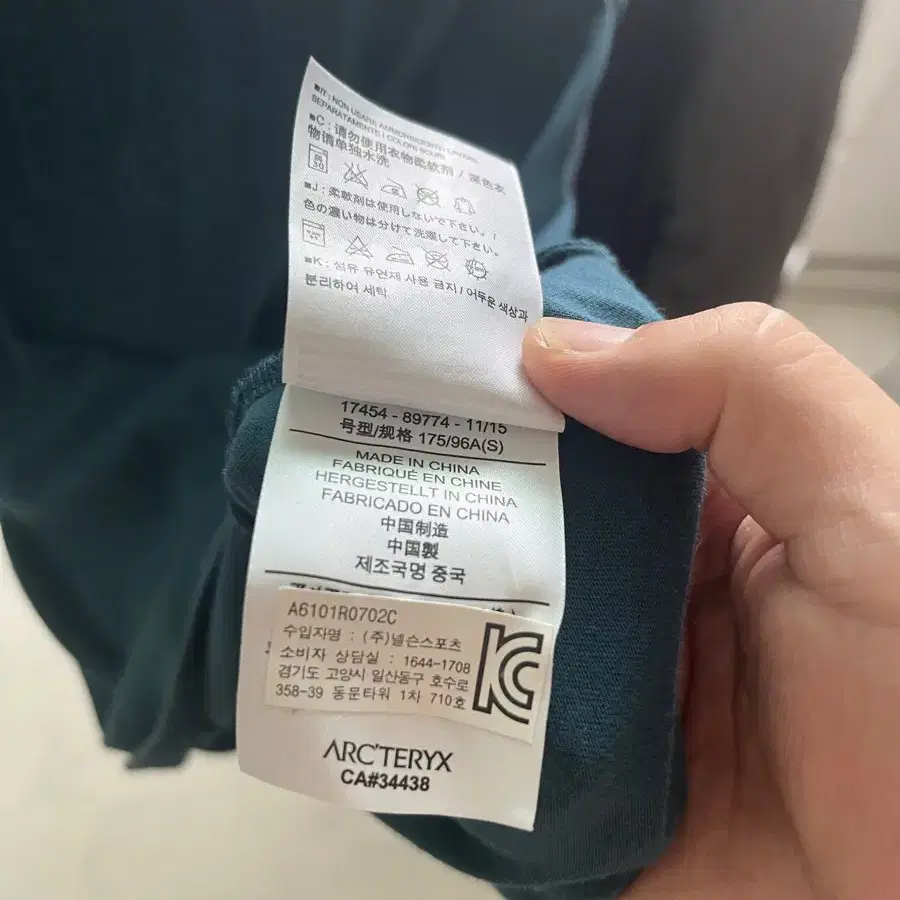 ■IT: NON USARE AMMORBIDENTI / LAVARE
SEPARATAMENTE I COLORI SCURI
■C: 请勿使用衣物柔软剂 / 深色衣
物请单独水洗
■J: 柔軟剤は使用しないで下さい。/
色の濃い物は分けて洗濯して下さい。
■K: 섬유 유연제 사용 금지 / 어두운 색상과
분리하여 세탁
17454 - 89774 - 11/15
号型/规格 175/96A(S)
MADE IN CHINA
FABRIQUÉ EN CHINE
HERGESTELLT IN CHINA
FABRICADO EN CHINA
中国制造
中国製
제조국명 중국
A6101R0702C
수입자명 : (주)넬슨스포츠
소비자 상담실 : 1644-1708
경기도 고양시 일산동구 호수로
358-39 동문타워 1차 710호
ARC'TERYX
CA#34438